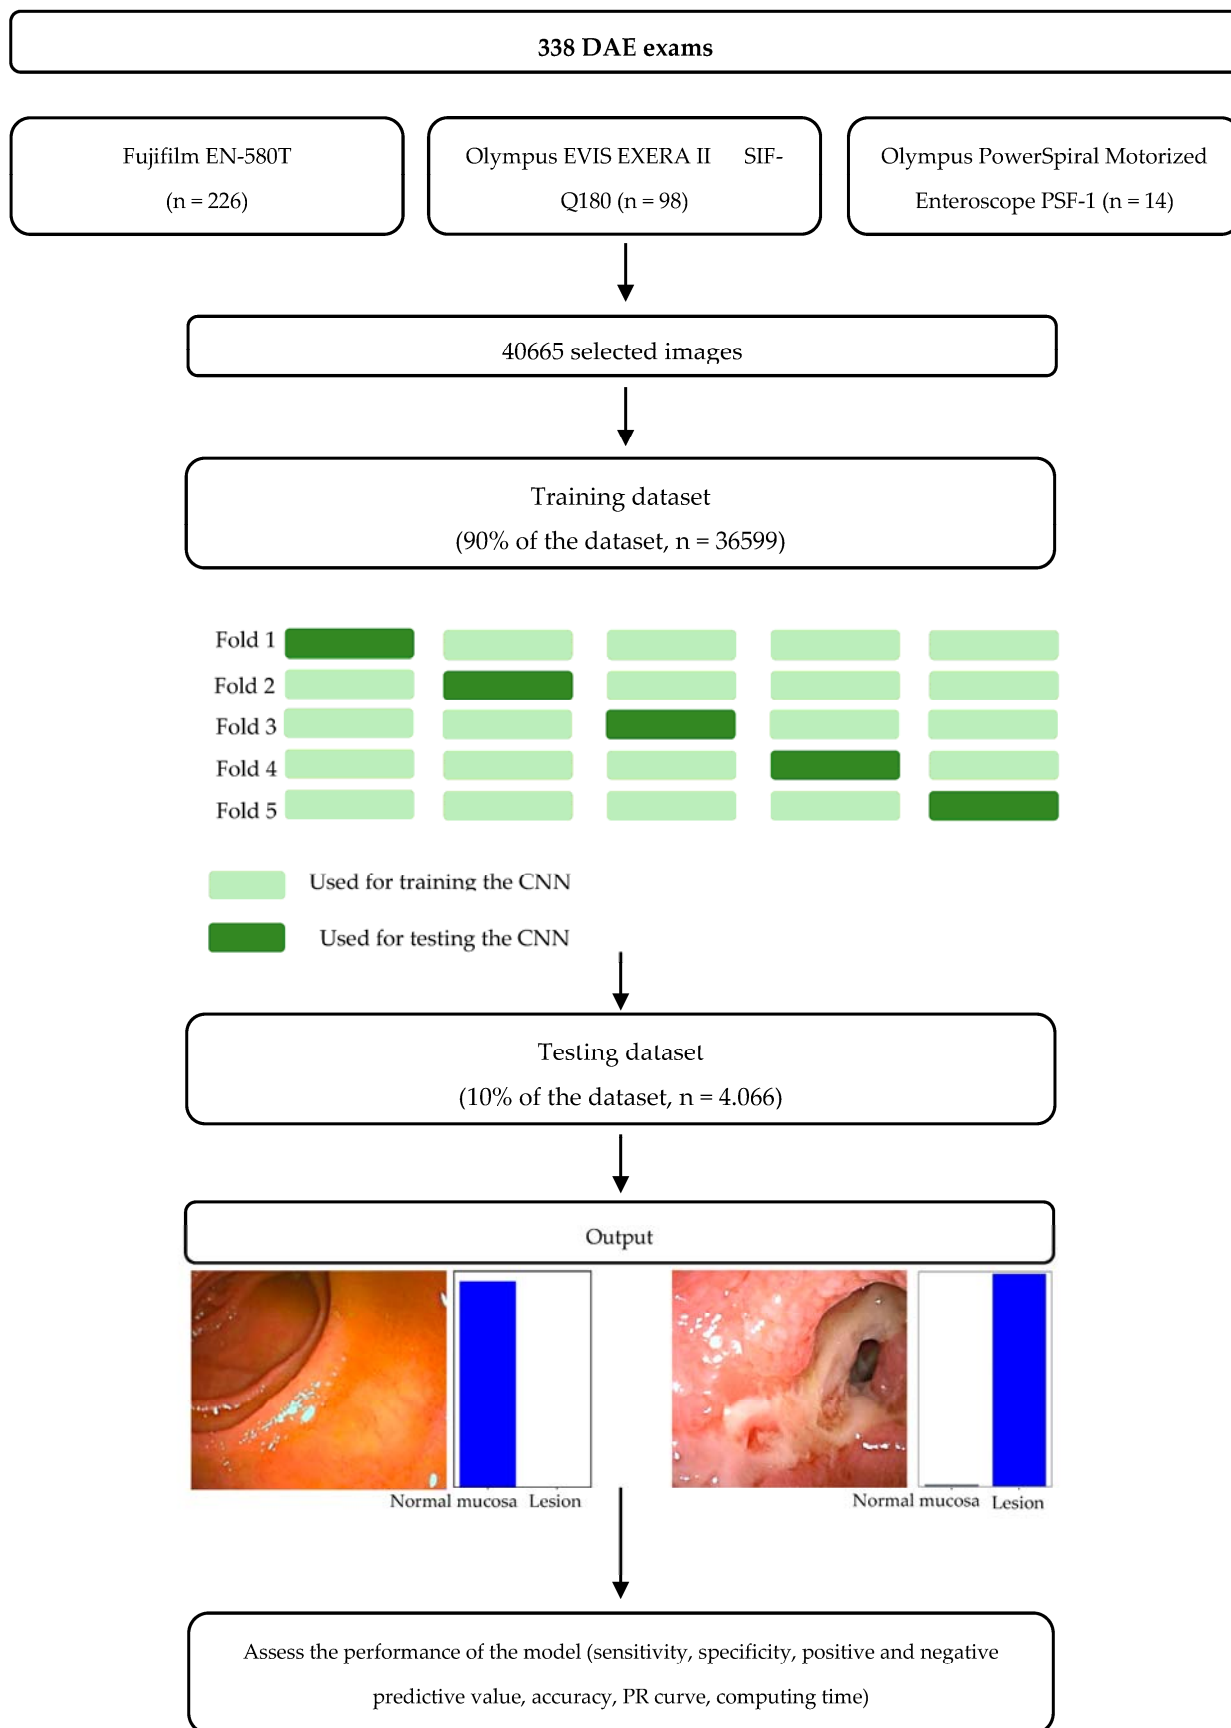 338 DAE exams
Fujifilm EN-580T
(n = 226)
Olympus EVIS EXERA II SIF-
Q180 (n = 98)
Olympus PowerSpiral Motorized
Enteroscope PSF-1 (n = 14)
40665 selected images
Training dataset
(90% of the dataset, n = 36599)
Fold 1
Fold 2
Fold 3
Fold 4
Fold 5
Used for training the CNN
Used for testing the CNN
Testing dataset
(10% of the dataset, n = 4.066)
Output
Normal mucosa Lesion
Normal mucosa Lesion
Assess the performance of the model (sensitivity, specificity, positive and negative
predictive value, accuracy, PR curve, computing time)